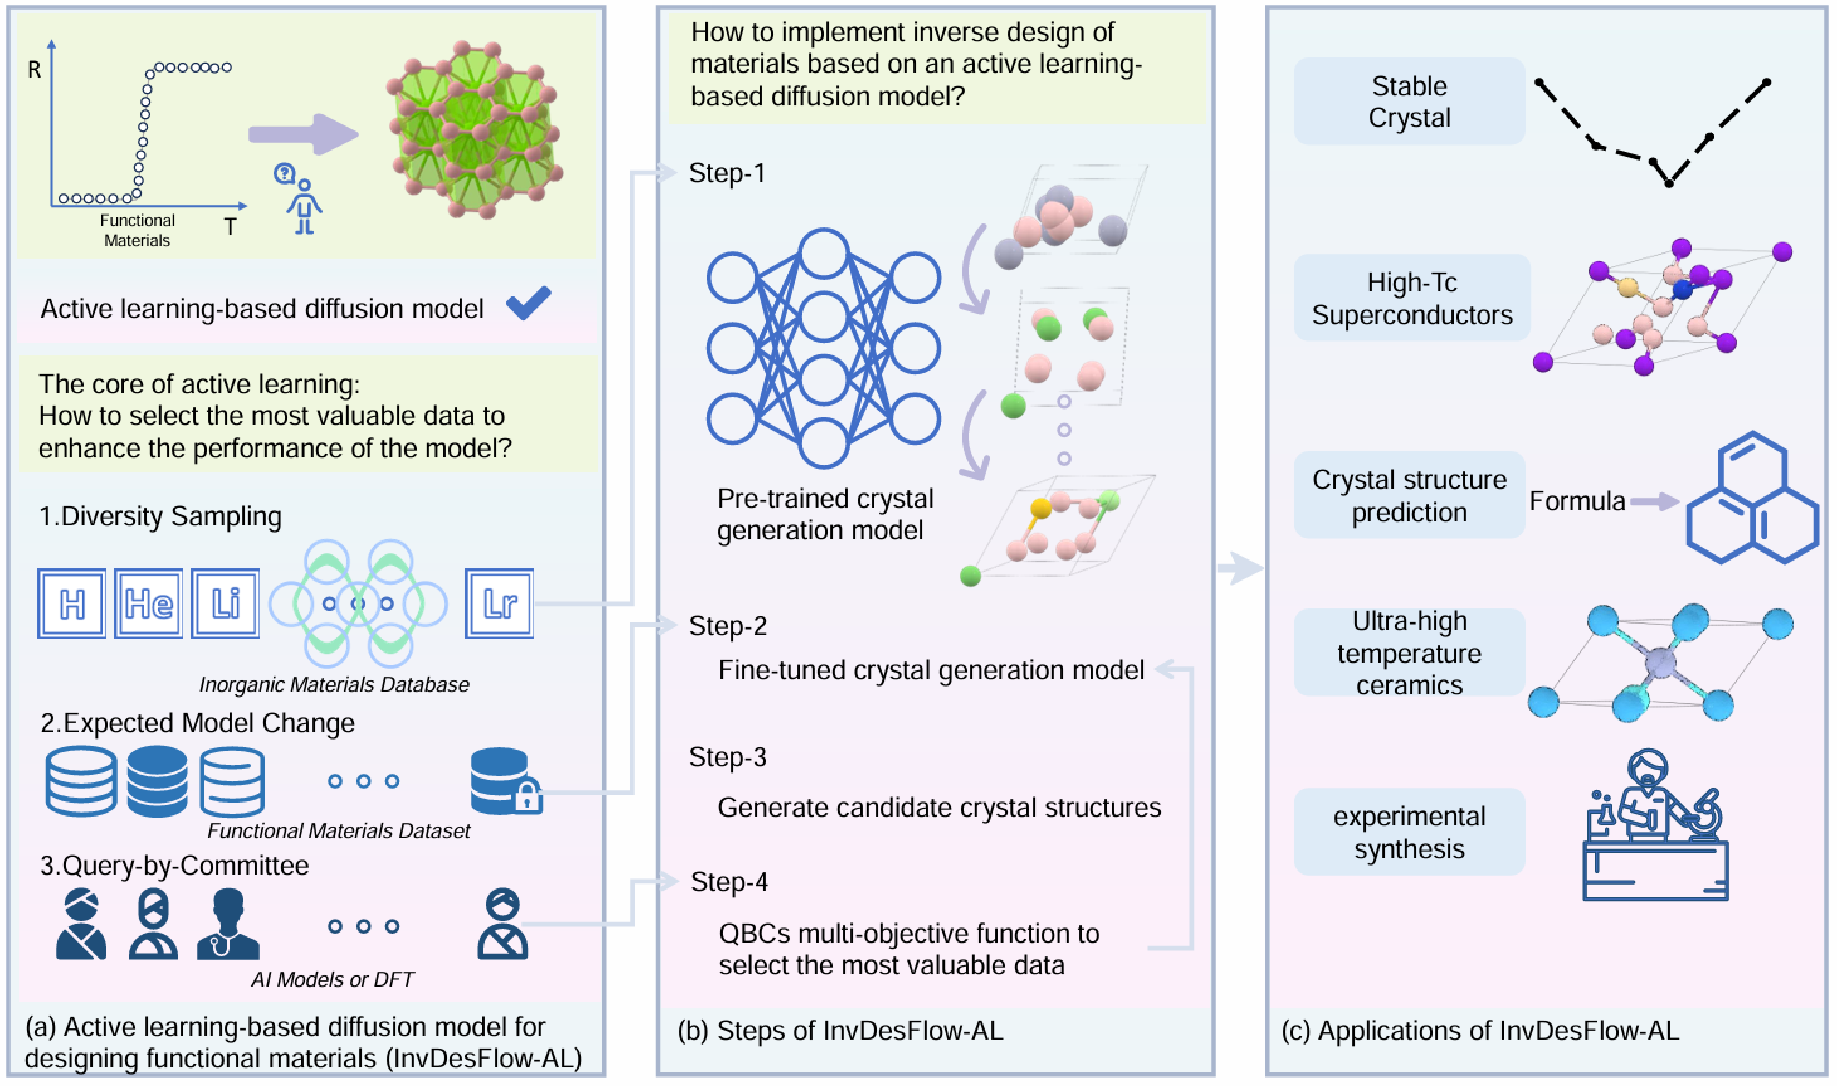 R
Functional
Materials
T
?
Active learning-based diffusion model
The core of active learning:
How to select the most valuable data to
enhance the performance of the model?
1.Diversity Sampling
H
He
Li
Lr
Inorganic Materials Database
2.Expected Model Change
Functional Materials Dataset
3.Query-by-Committee
AI Models or DFT
(a) Active learning-based diffusion model for
designing functional materials (InvDesFlow-AL)
How to implement inverse design of
materials based on an active learning-
based diffusion model?
Step-1
Pre-trained crystal
generation model
Step-2
Fine-tuned crystal generation model
Step-3
Generate candidate crystal structures
Step-4
QBCs multi-objective function to
select the most valuable data
(b) Steps of InvDesFlow-AL
Stable
Crystal
High-Tc
Superconductors
Crystal structure
prediction
Formula
Ultra-high
temperature
ceramics
experimental
synthesis
(c) Applications of InvDesFlow-AL